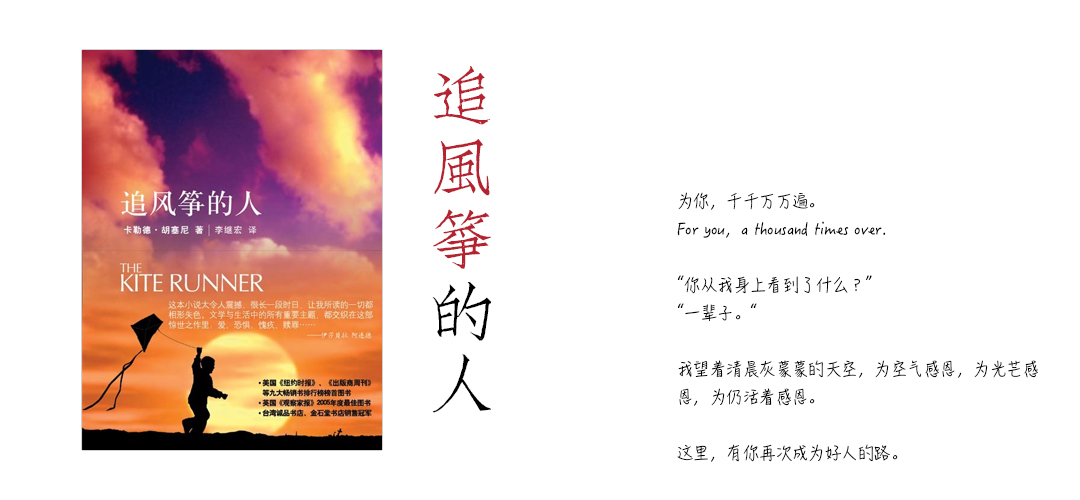 追风筝的人
卡勒德·胡塞尼 著 | 李继宏 译
THE
KITE RUNNER
这本小说太令人震撼，很长一段时日，让我所读的一切都
相形失色。文学与生活中的所有重要主题，都交织在这部
惊世之作里：爱、恐惧、愧疚、赎罪……
——伊莎贝拉·阿连德
•英国《纽约时报》、《出版商周刊》
等九大畅销书排行榜榜首图书
•英国《观察家报》2005年度最佳图书
•台湾诚品书店、金石堂书店销售冠军
追風箏的人
为你，千千万万遍。
For you, a thousand times over.
“你从我身上看到了什么？”
“一辈子。“
我望着清晨灰蒙蒙的天空，为空气感恩，为光芒感
恩，为仍活着感恩。
这里，有你再次成为好人的路。